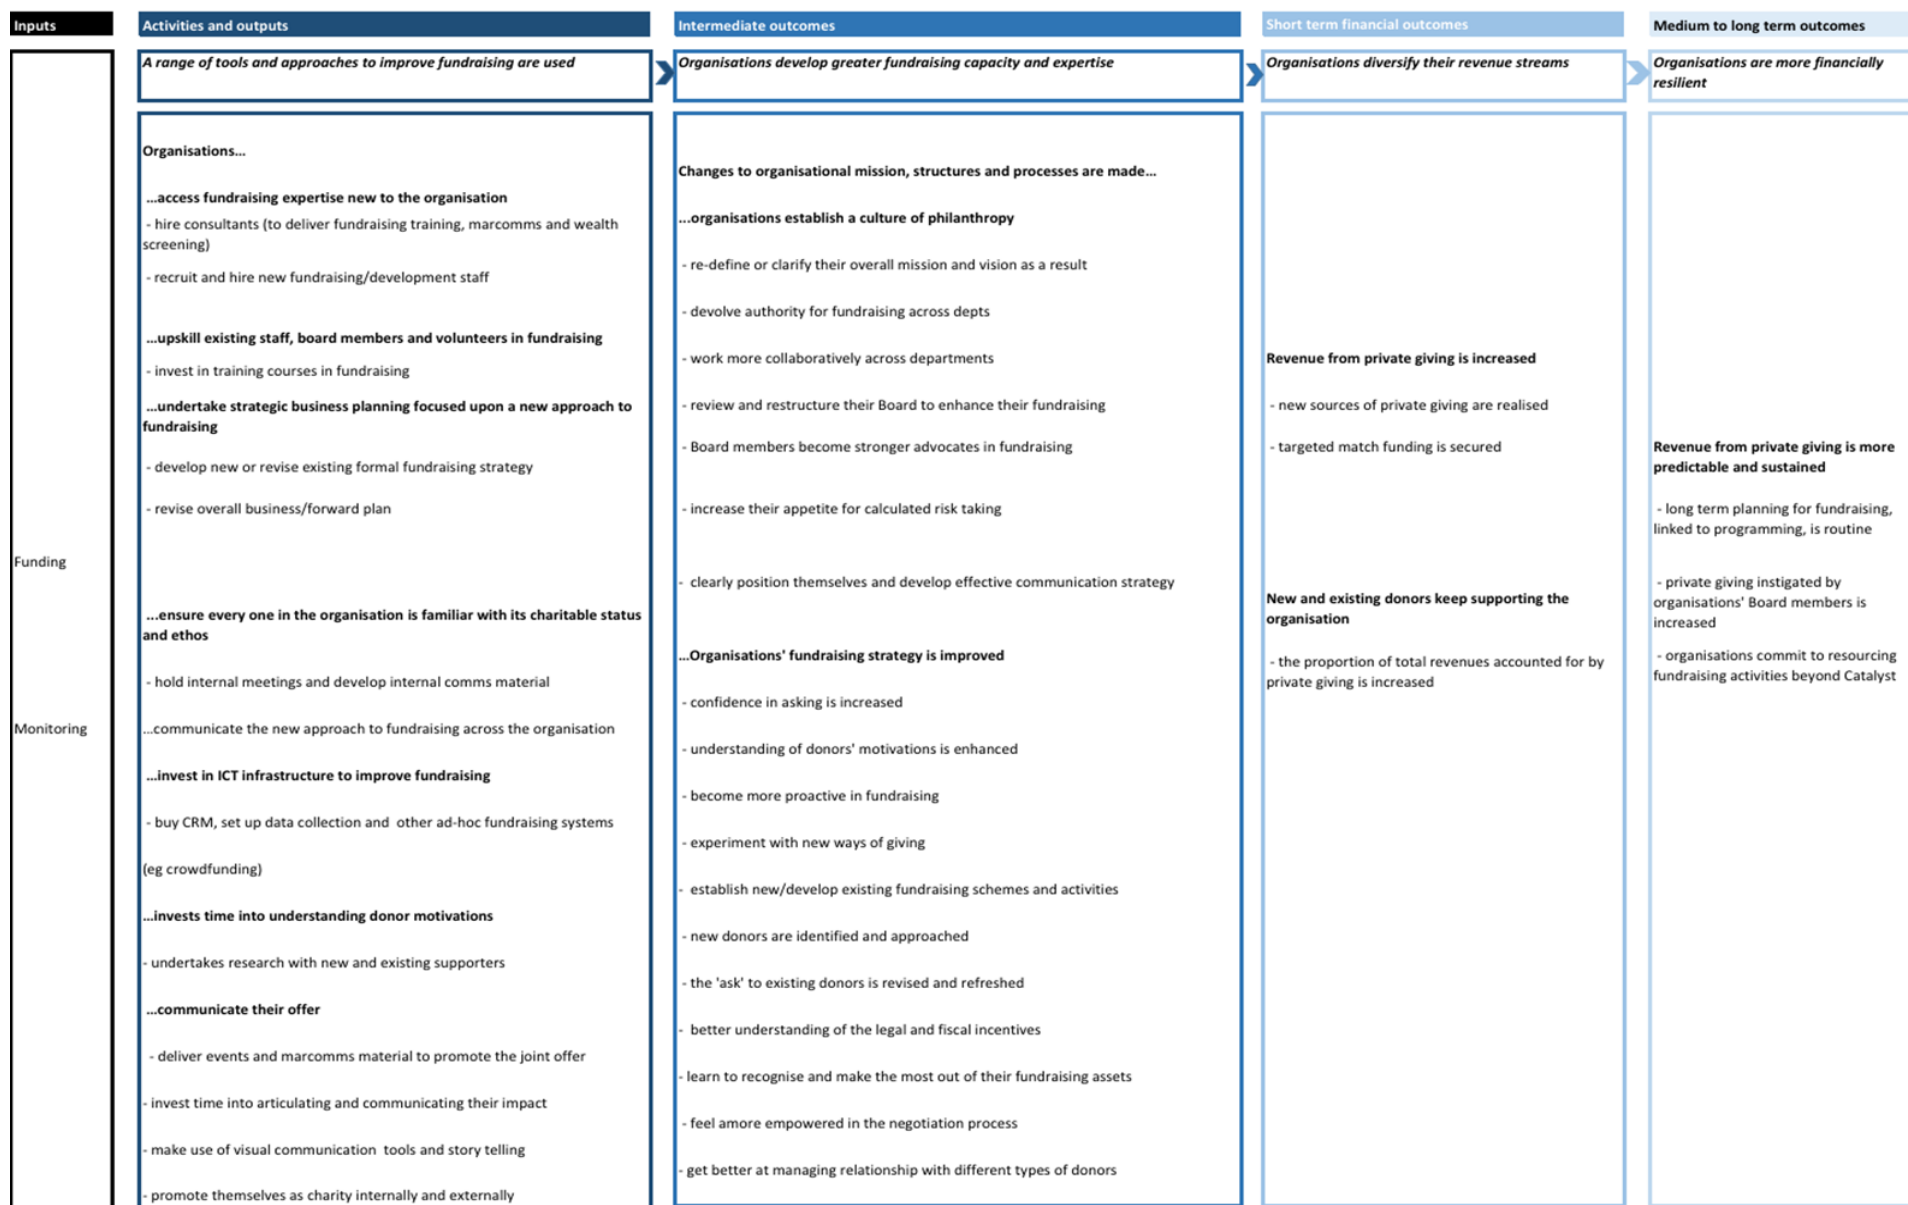 Inputs
Funding
Monitoring
Activities and outputs
A range of tools and approaches to improve fundraising are used
Organisations...
...access fundraising expertise new to the organisation
- hire consultants (to deliver fundraising training, marcomms and wealth
screening)
- recruit and hire new fundraising/development staff
...upskill existing staff, board members and volunteers in fundraising
- invest in training courses in fundraising
...undertake strategic business planning focused upon a new approach to
fundraising
- develop new or revise existing formal fundraising strategy
- revise overall business/forward plan
...ensure every one in the organisation is familiar with its charitable status
and ethos
- hold internal meetings and develop internal comms material
...communicate the new approach to fundraising across the organisation
...invest in ICT infrastructure to improve fundraising
- buy CRM, set up data collection and other ad-hoc fundraising systems
(eg crowdfunding)
...invests time into understanding donor motivations
- undertakes research with new and existing supporters
...communicate their offer
- deliver events and marcomms material to promote the joint offer
- invest time into articulating and communicating their impact
- make use of visual communication tools and story telling
- promote themselves as charity internally and externally
Intermediate outcomes
Organisations develop greater fundraising capacity and expertise
Changes to organisational mission, structures and processes are made...
...organisations establish a culture of philanthropy
- re-define or clarify their overall mission and vision as a result
- devolve authority for fundraising across depts
- work more collaboratively across departments
- review and restructure their Board to enhance their fundraising
- Board members become stronger advocates in fundraising
- increase their appetite for calculated risk taking
- clearly position themselves and develop effective communication strategy
...Organisations' fundraising strategy is improved
- confidence in asking is increased
- understanding of donors' motivations is enhanced
- become more proactive in fundraising
- experiment with new ways of giving
- establish new/develop existing fundraising schemes and activities
- new donors are identified and approached
- the 'ask' to existing donors is revised and refreshed
- better understanding of the legal and fiscal incentives
- learn to recognise and make the most out of their fundraising assets
- feel amore empowered in the negotiation process
- get better at managing relationship with different types of donors
Short term financial outcomes
Organisations diversify their revenue streams
Revenue from private giving is increased
- new sources of private giving are realised
- targeted match funding is secured
New and existing donors keep supporting the
organisation
- the proportion of total revenues accounted for by
private giving is increased
Medium to long term outcomes
Organisations are more financially
resilient
Revenue from private giving is more
predictable and sustained
- long term planning for fundraising,
linked to programming, is routine
- private giving instigated by
organisations' Board members is
increased
- organisations commit to resourcing
fundraising activities beyond Catalyst